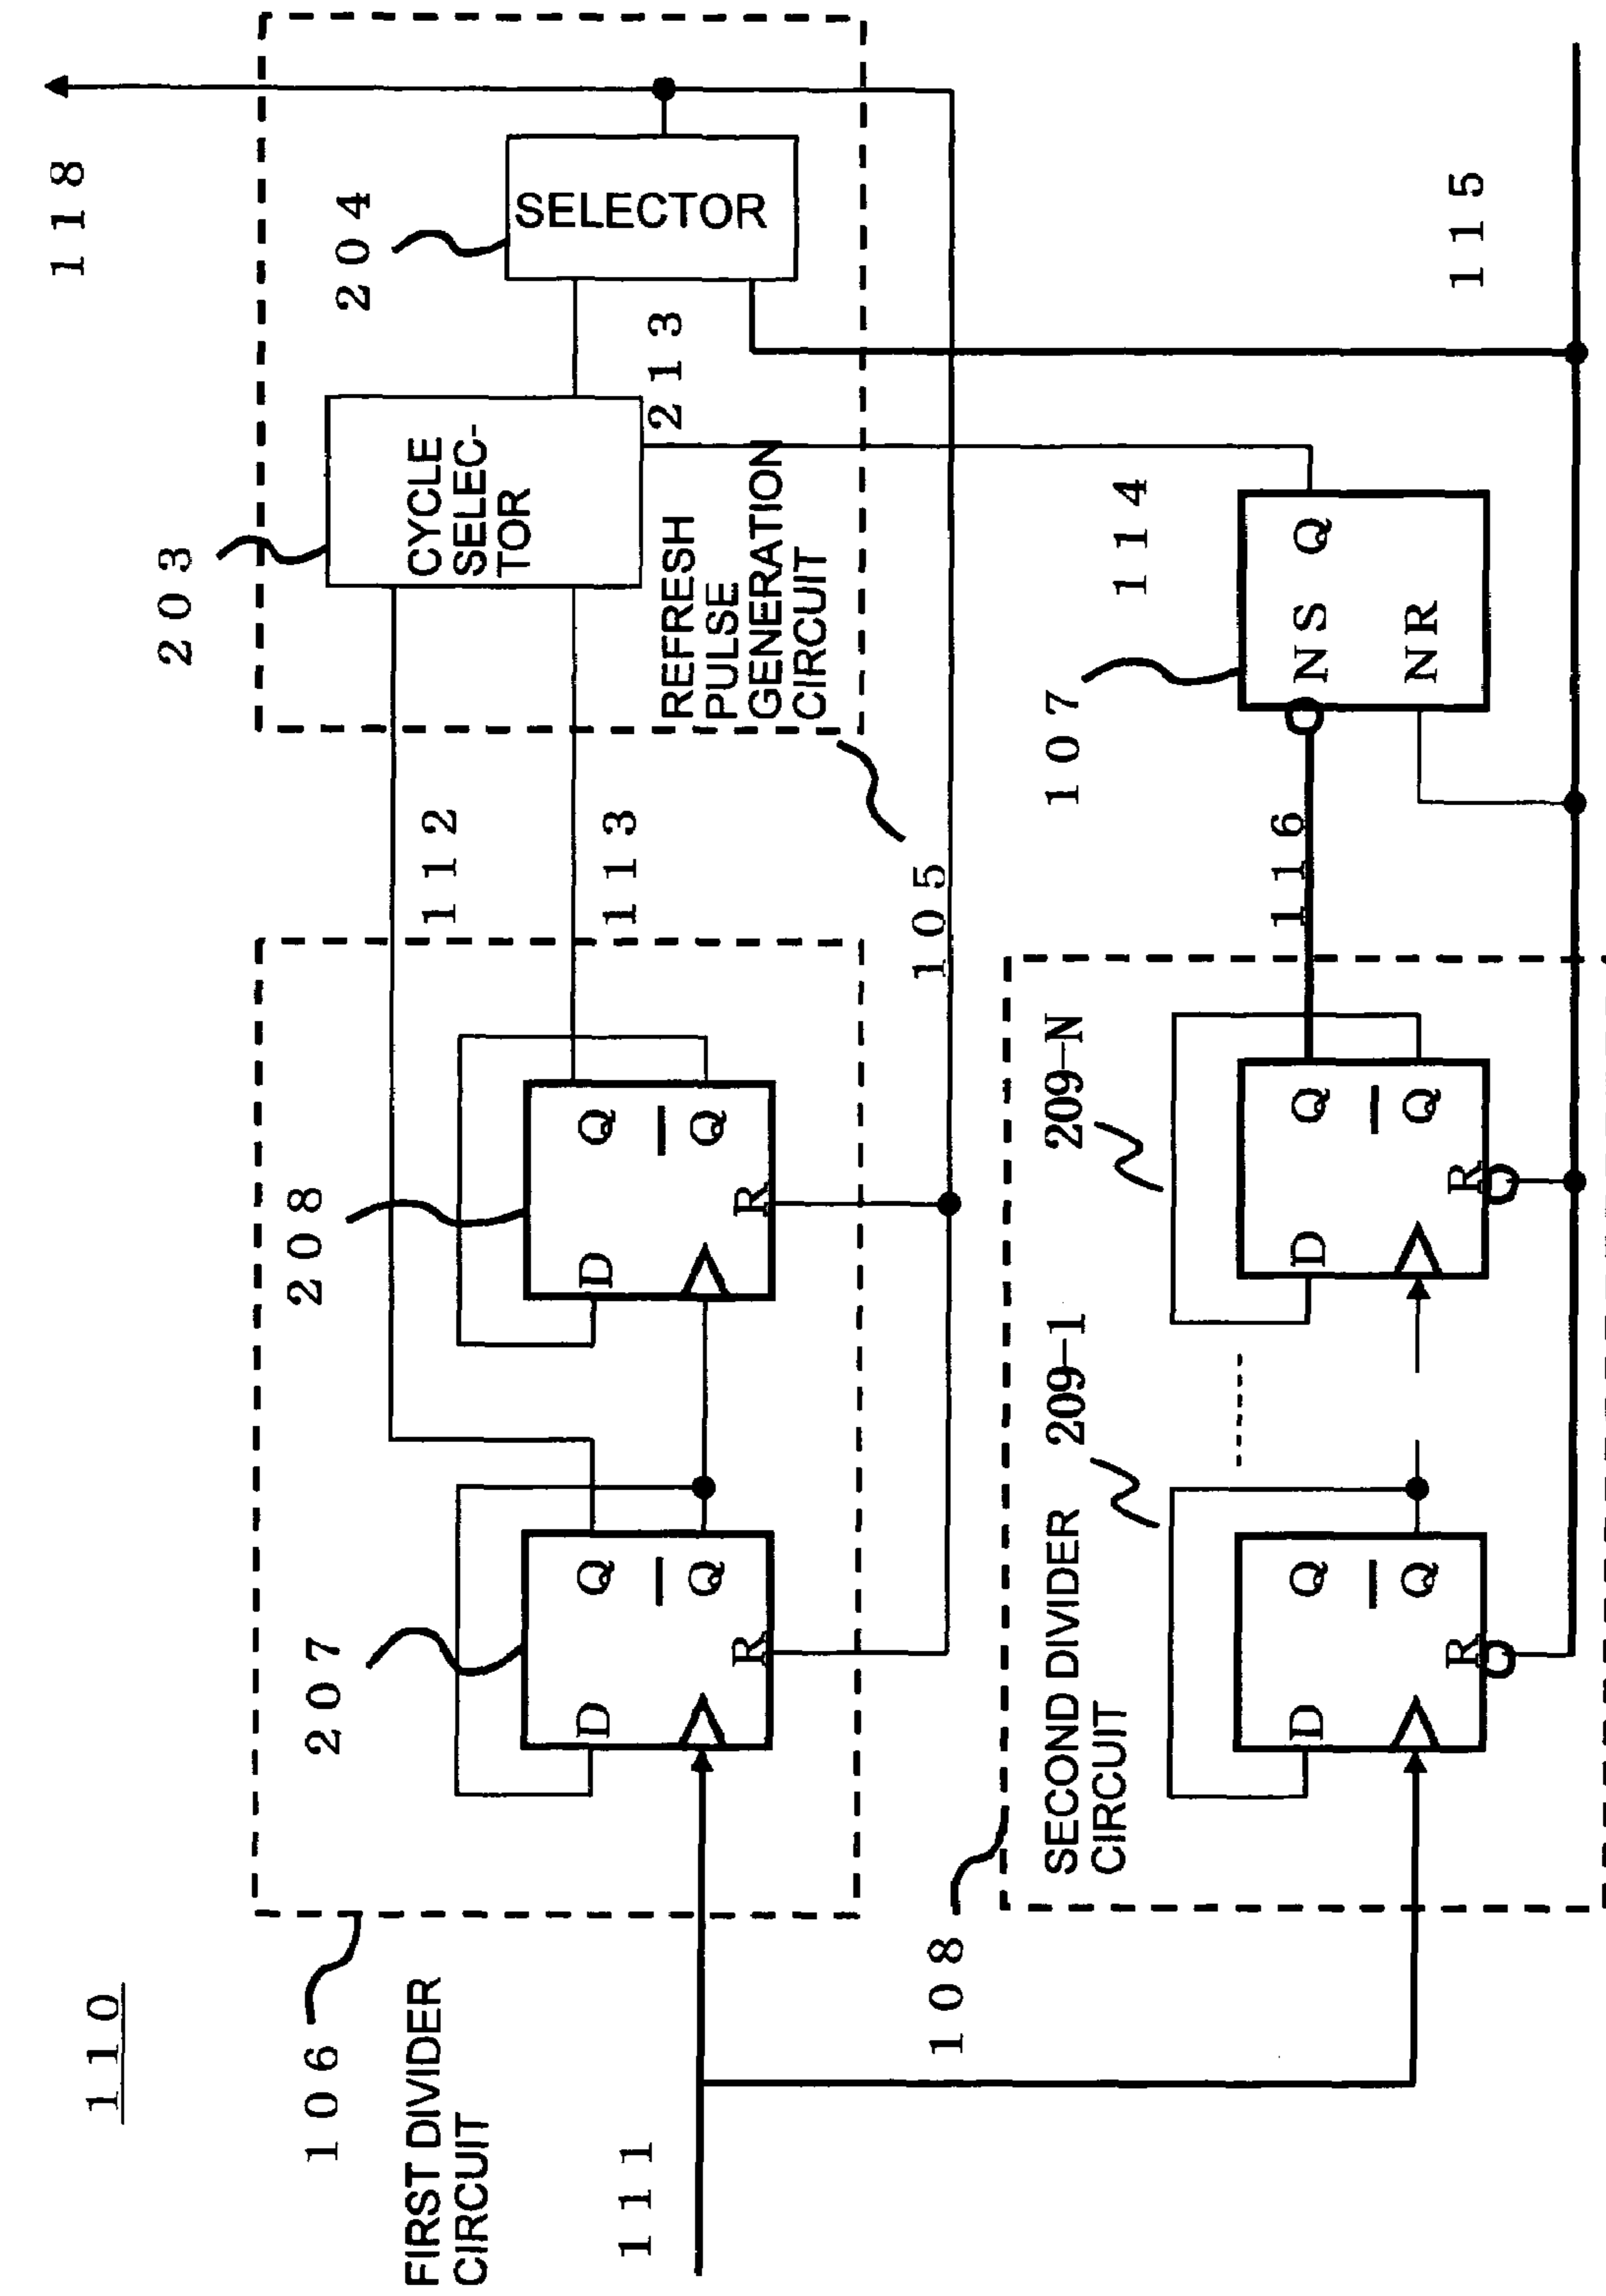 110
118
106
FIRST DIVIDER
CIRCUIT
207
208
203
204
D
Q
Q
R
D
Q
Q
R
112
113
CYCLE
SELEC-
TOR
SELECTOR
213
REFRESH
PULSE
GENERATION
CIRCUIT
111
105
108
SECOND DIVIDER
CIRCUIT
209-1
209-N
D
Q
Q
R
D
Q
Q
R
116
107
114
NS Q
NR
115